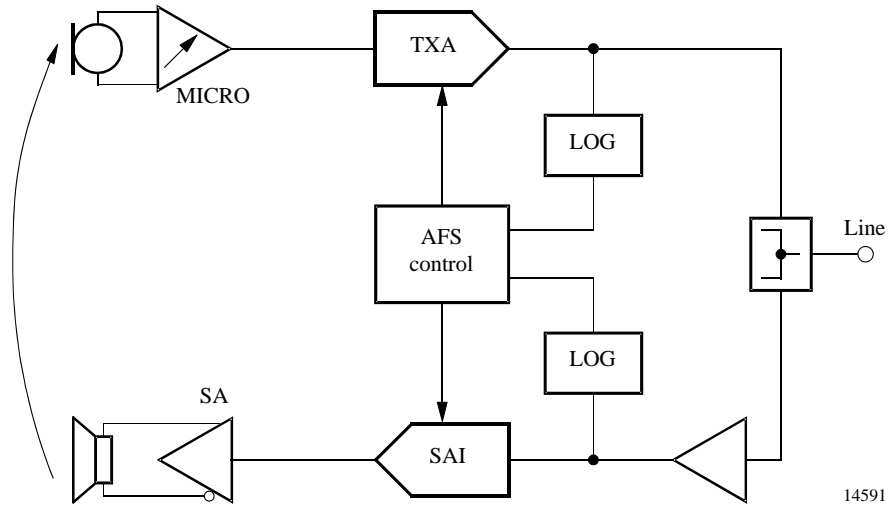 TXA
MICRO
LOG
AFS
control
Line
LOG
SA
SAI
14591